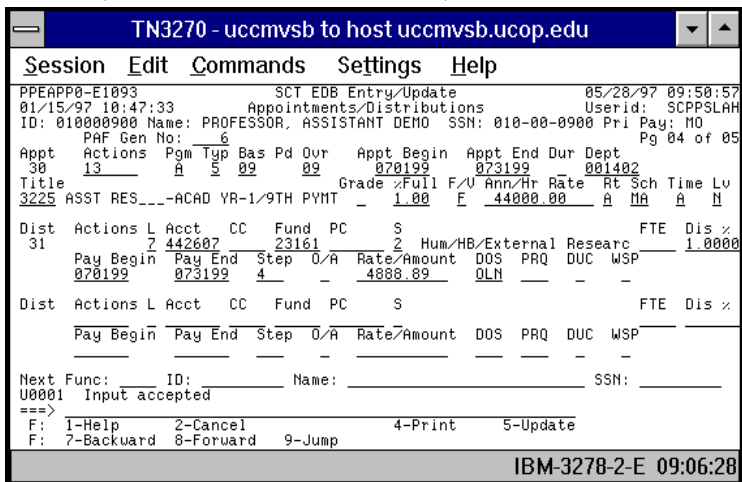 TN3270 - uccmvsb to host uccmvsb.ucop.edu
Session Edit Commands Settings Help
PPEAPP0-E1093 SCT EDB Entry/Update 05/28/97 09:50:57
01/15/97 10:47:33 Appointments/Distributions Userid: SCPPSLAH
ID: 010000900 Name: PROFESSOR, ASSISTANT DEMO SSN: 010-00-0900 Pri Pay: MO
PAF Gen No: 6 Pg 04 of 05
Appt Actions Pgm Typ Bas Pd Ovr Appt Begin Appt End Dur Dept
30 13 A 5 09 09 _ 070199 073199 _ 001402
Title Grade %Full F/V Ann/Hr Rate Rt Sch Time Lv
3225 ASST RES___-ACAD YR-1/9TH PYMT _ 1.00 F 44000.00 A MA A N
Dist Actions L Acct CC Fund PC S FTE Dis %
31 7 442607 ____ 23161 ____ 2 Hum/HB/External Researc ____ 1.0000
Pay Begin Pay End Step O/A Rate/Amount DOS PRQ DUC WSP
070199 073199 4 _ 4888.89 OLN ___ _ _
Dist Actions L Acct CC Fund PC S FTE Dis %
Pay Begin Pay End Step O/A Rate/Amount DOS PRQ DUC WSP
Next Func: ____ ID: _________ Name: __________________________ SSN: _________
U0001 Input accepted
===>
F: 1-Help 2-Cancel 4-Print 5-Update
F: 7-Backward 8-Forward 9-Jump
IBM-3278-2-E 09:06:28